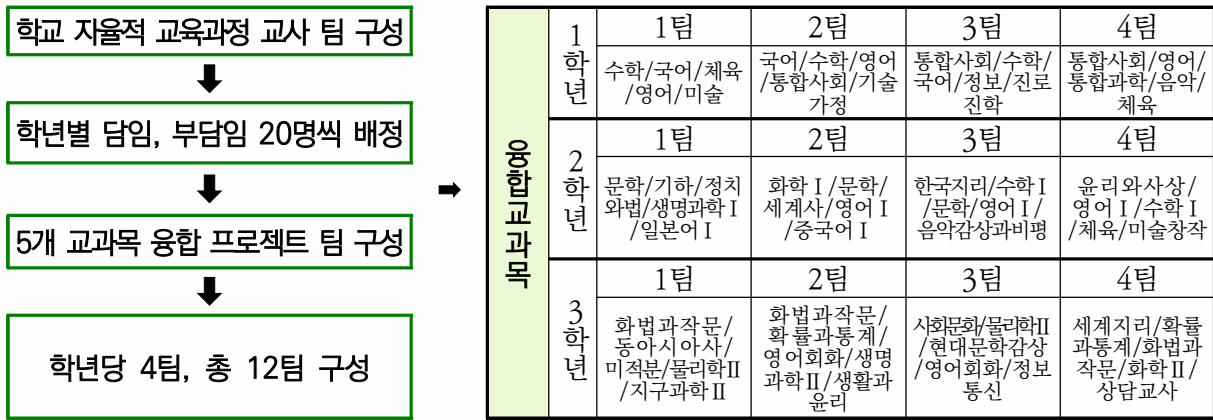 학교 자율적 교육과정 교사 팀 구성
학년별 담임, 부담임 20명씩 배정
5개 교과목 융합 프로젝트 팀 구성
학년당 4팀, 총 12팀 구성
융합교과목
1학년
1팀
2팀
3팀
4팀
수학/국어/체육
/영어/미술
국어/수학/영어
/통합사회/기술
가정
통합사회/수학/
국어/정보/진로
진학
통합사회/영어/
통합과학/음악/
체육
2학년
1팀
2팀
3팀
4팀
문학/기하/정치
와법/생명과학Ⅰ
/일본어Ⅰ
화학Ⅰ/문학/
세계사/영어Ⅰ
/중국어Ⅰ
한국지리/수학Ⅰ
/문학/영어Ⅰ/
음악감상과비평
윤리와사상/
영어Ⅰ/수학Ⅰ
/체육/미술창작
3학년
1팀
2팀
3팀
4팀
화법과작문/
동아시아사/
미적분/물리학Ⅱ
/지구과학Ⅱ
화법과작문/
확률과통계/
영어회화/생명
과학Ⅱ/생활과
윤리
사회문화/물리학Ⅱ
/현대문학감상
/영어회화/정보
통신
세계지리/확률
과통계/화법과
작문/화학Ⅱ/
상담교사